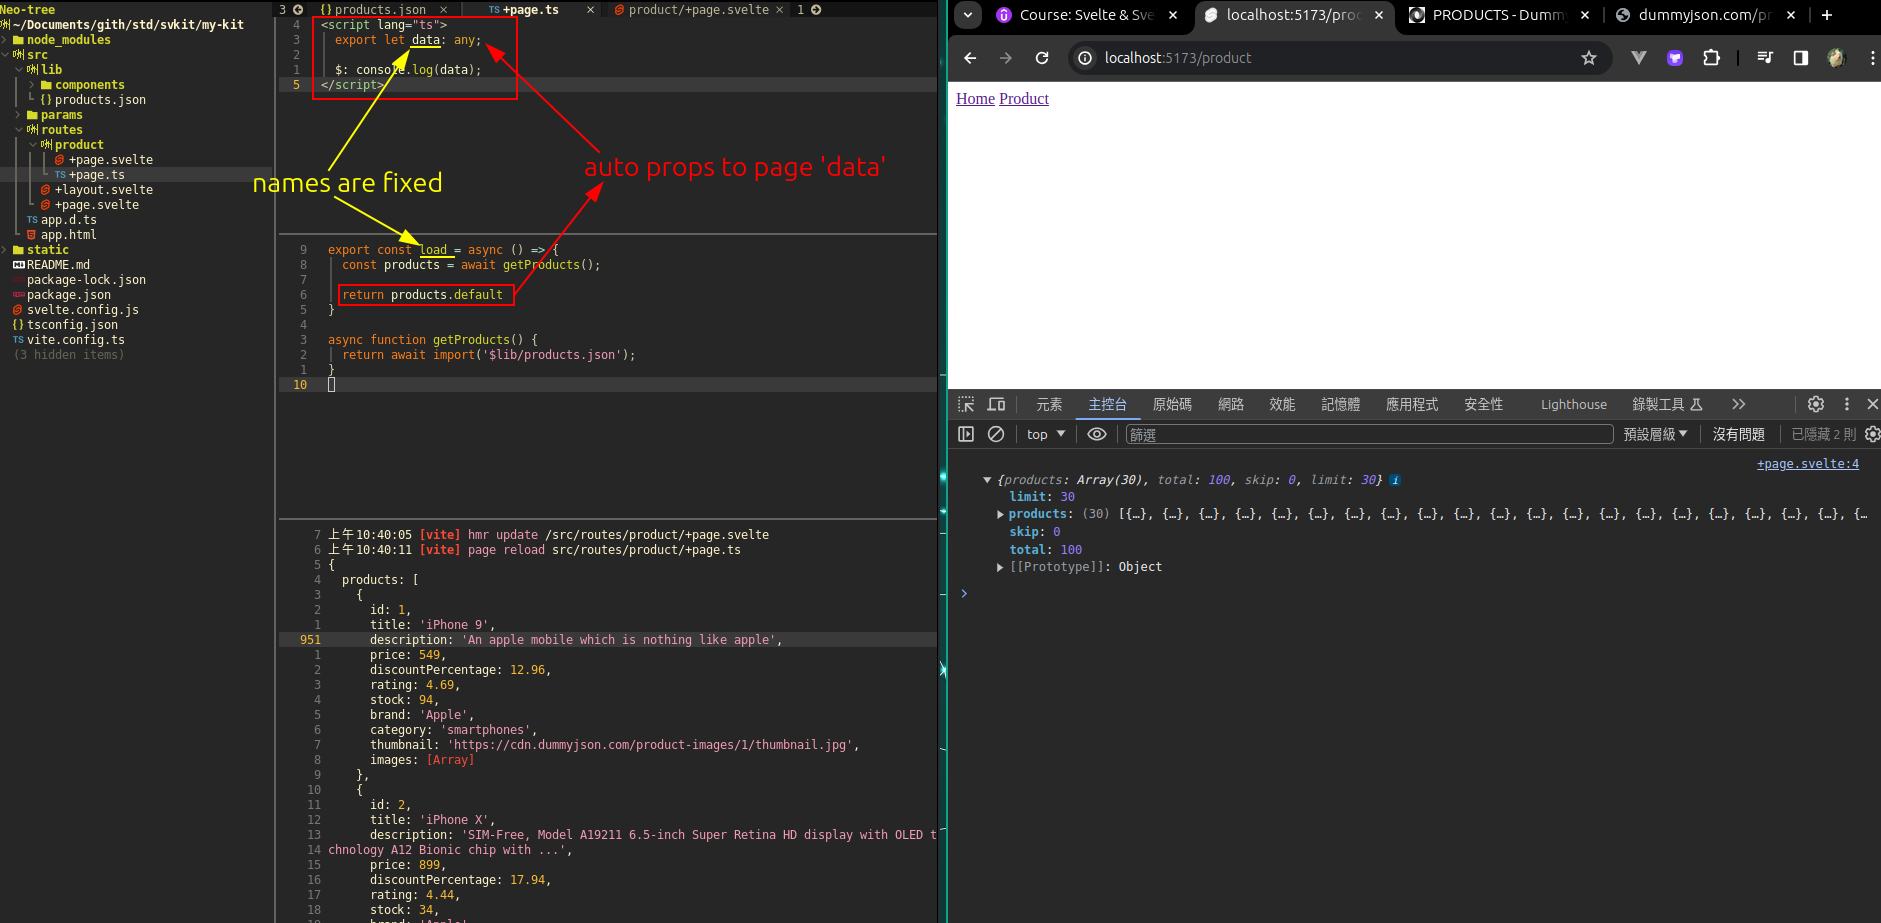 Neo-tree
~/Documents/gith/std/svkit/my-kit
node_modules
src
lib
components
{} products.json
params
routes
product
+page.svelte
TS +page.ts
+layout.svelte
+page.svelte
TS app.d.ts
app.html
static
README.md
package-lock.json
package.json
svelte.config.js
{} tsconfig.json
TS vite.config.ts
(3 hidden items)
3 {} products.json × TS +page.ts × product/+page.svelte × 1
4 <script lang="ts">
3 export let data: any;
2
1 $: console.log(data);
5 </script>
names are fixed
auto props to page 'data'
9 export const load = async () => {
8 const products = await getProducts();
7
6 return products.default
5 }
4
3 async function getProducts() {
2 return await import('$lib/products.json');
1 }
10
7 上午10:40:05 [vite] hmr update /src/routes/product/+page.svelte
6 上午10:40:11 [vite] page reload src/routes/product/+page.ts
5 {
4 products: [
3 {
2 id: 1,
1 title: 'iPhone 9',
951 description: 'An apple mobile which is nothing like apple',
1 price: 549,
2 discountPercentage: 12.96,
3 rating: 4.69,
4 stock: 94,
5 brand: 'Apple',
6 category: 'smartphones',
7 thumbnail: 'https://cdn.dummyjson.com/product-images/1/thumbnail.jpg',
8 images: [Array]
9 },
10 {
11 id: 2,
12 title: 'iPhone X',
13 description: 'SIM-Free, Model A19211 6.5-inch Super Retina HD display with OLED t
14 chnology A12 Bionic chip with ...',
15 price: 899,
16 discountPercentage: 17.94,
17 rating: 4.44,
18 stock: 34,
Course: Svelte & Sve × localhost:5173/proc × PRODUCTS - Dumm × dummyjson.com/pr × +
localhost:5173/product
Home Product
元素 主控台 原始碼 網路 效能 記憶體 應用程式 安全性 Lighthouse 錄製工具
top 篩選 預設層級 沒有問題 已隱藏 2 則
+page.svelte:4
{products: Array(30), total: 100, skip: 0, limit: 30}
limit: 30
products: (30) [{…}, {…}, {…}, {…}, {…}, {…}, {…}, {…}, {…}, {…}, {…}, {…}, {…}, {…}, {…}, {…}, {…}, {…}, {…}, {…}, {…
skip: 0
total: 100
[[Prototype]]: Object